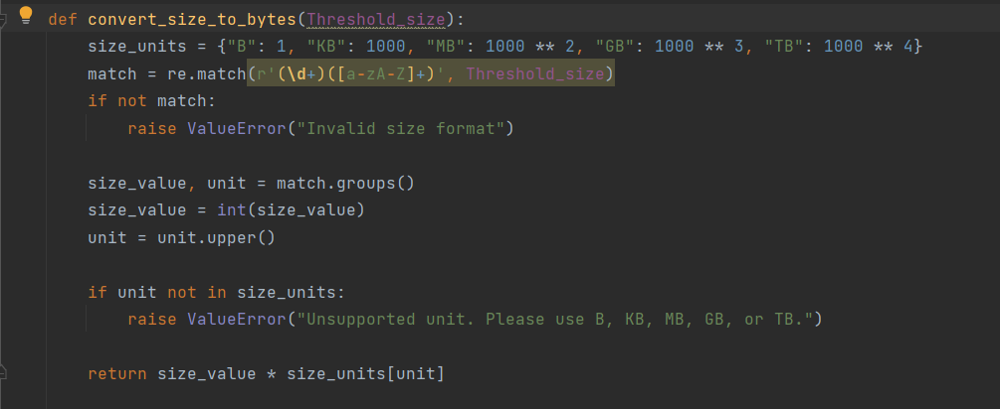 def convert_size_to_bytes(Threshold_size):
    size_units = {"B": 1, "KB": 1000, "MB": 1000 ** 2, "GB": 1000 ** 3, "TB": 1000 ** 4}
    match = re.match(r'(\d+)([a-zA-Z]+)', Threshold_size)
    if not match:
        raise ValueError("Invalid size format")

    size_value, unit = match.groups()
    size_value = int(size_value)
    unit = unit.upper()

    if unit not in size_units:
        raise ValueError("Unsupported unit. Please use B, KB, MB, GB, or TB.")

    return size_value * size_units[unit]